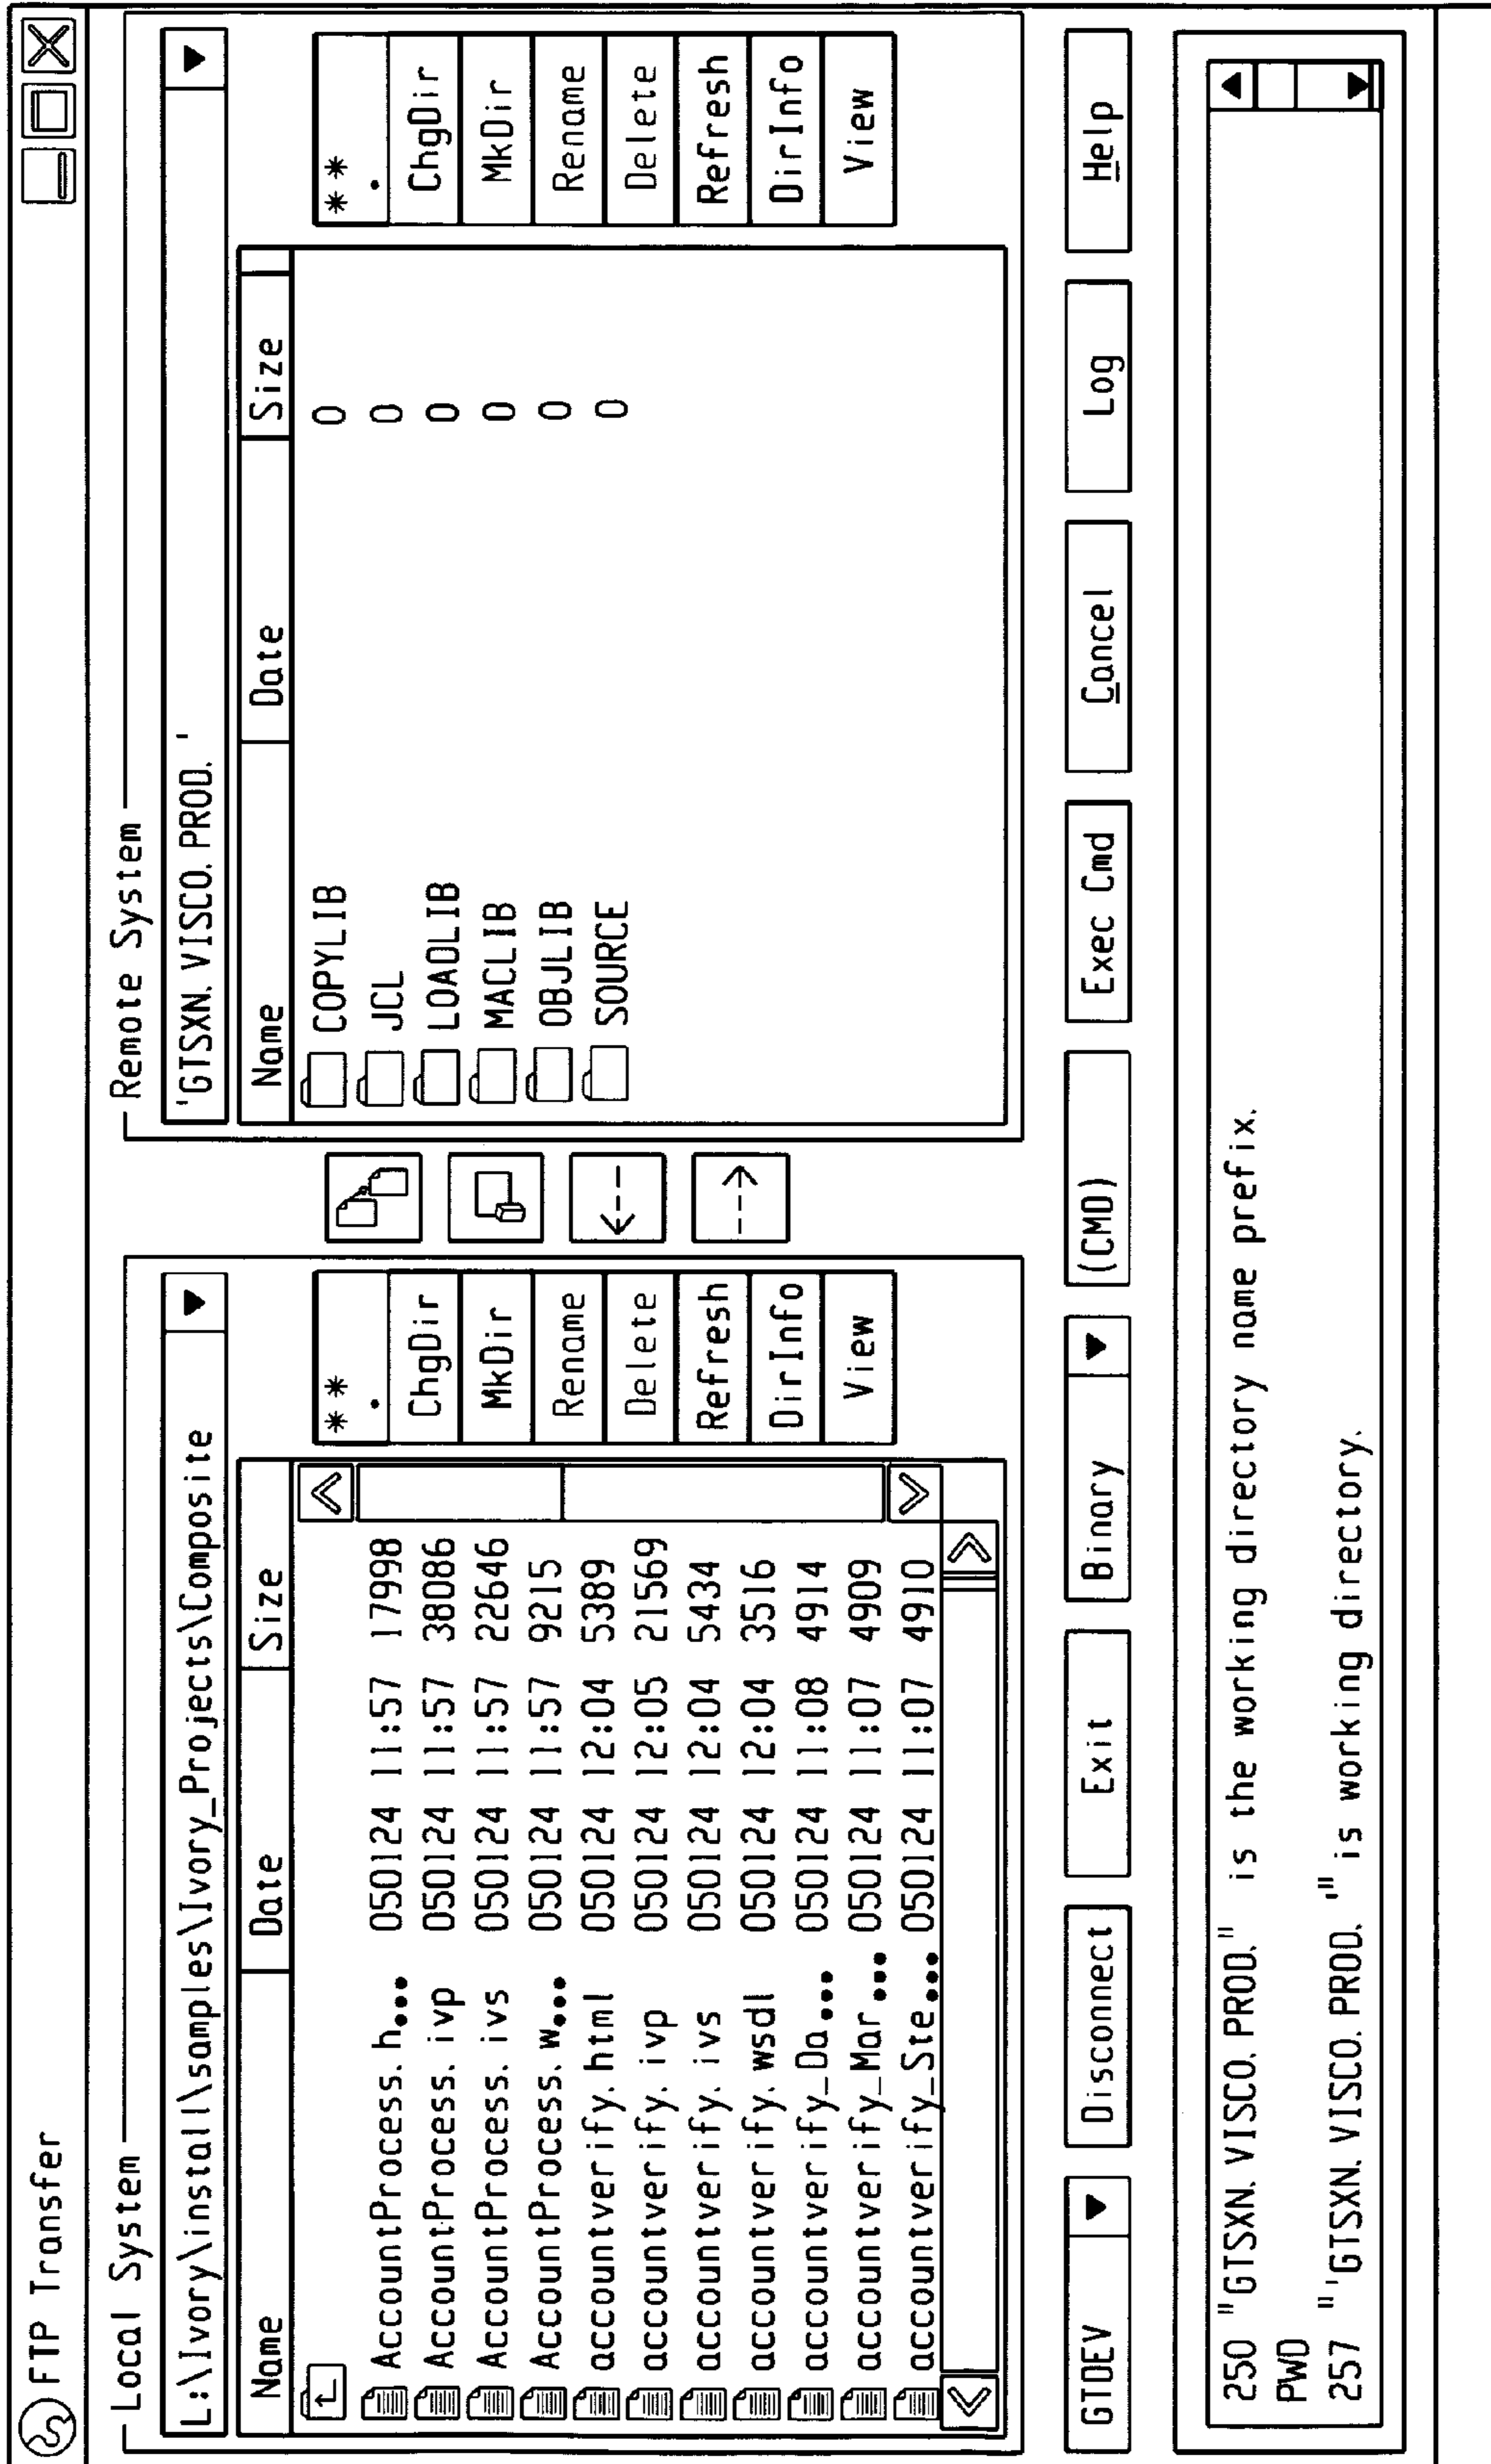 FTP Transfer
Local System
L:\Ivory\install\samples\Ivory_Projects\Composite
Name Date Size
AccountProcess.h... 050124 11:57 17998
AccountProcess.ivp 050124 11:57 38086
AccountProcess.ivs 050124 11:57 22646
AccountProcess.w... 050124 11:57 9215
accountverify.html 050124 12:04 5389
accountverify.ivp 050124 12:05 21569
accountverify.ivs 050124 12:04 5434
accountverify.wsdl 050124 12:04 3516
accountverify_Da... 050124 11:08 4914
accountverify_Mar... 050124 11:07 4909
accountverify_Ste... 050124 11:07 4910
*.*
ChgDir
MkDir
Rename
Delete
Refresh
DirInfo
View
Remote System
'GTSXN.VISCO.PROD.'
Name Date Size
COPYLIB 0
JCL 0
LOADLIB 0
MACLIB 0
OBJLIB 0
SOURCE 0
*.*
ChgDir
MkDir
Rename
Delete
Refresh
DirInfo
View
GTDEV Disconnect Exit Binary (CMD) Exec Cmd Cancel Log Help
250 "GTSXN.VISCO.PROD." is the working directory name prefix.
PWD
257 "'GTSXN.VISCO.PROD.'" is working directory.